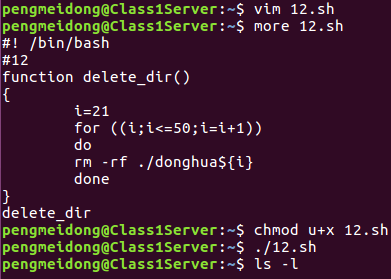 pengmeidong@Class1Server:~$ vim 12.sh
pengmeidong@Class1Server:~$ more 12.sh
#! /bin/bash
#12
function delete_dir()
{
        i=21
        for ((i;i<=50;i=i+1))
        do
        rm -rf ./donghua${i}
        done
}
delete_dir
pengmeidong@Class1Server:~$ chmod u+x 12.sh
pengmeidong@Class1Server:~$ ./12.sh
pengmeidong@Class1Server:~$ ls -l